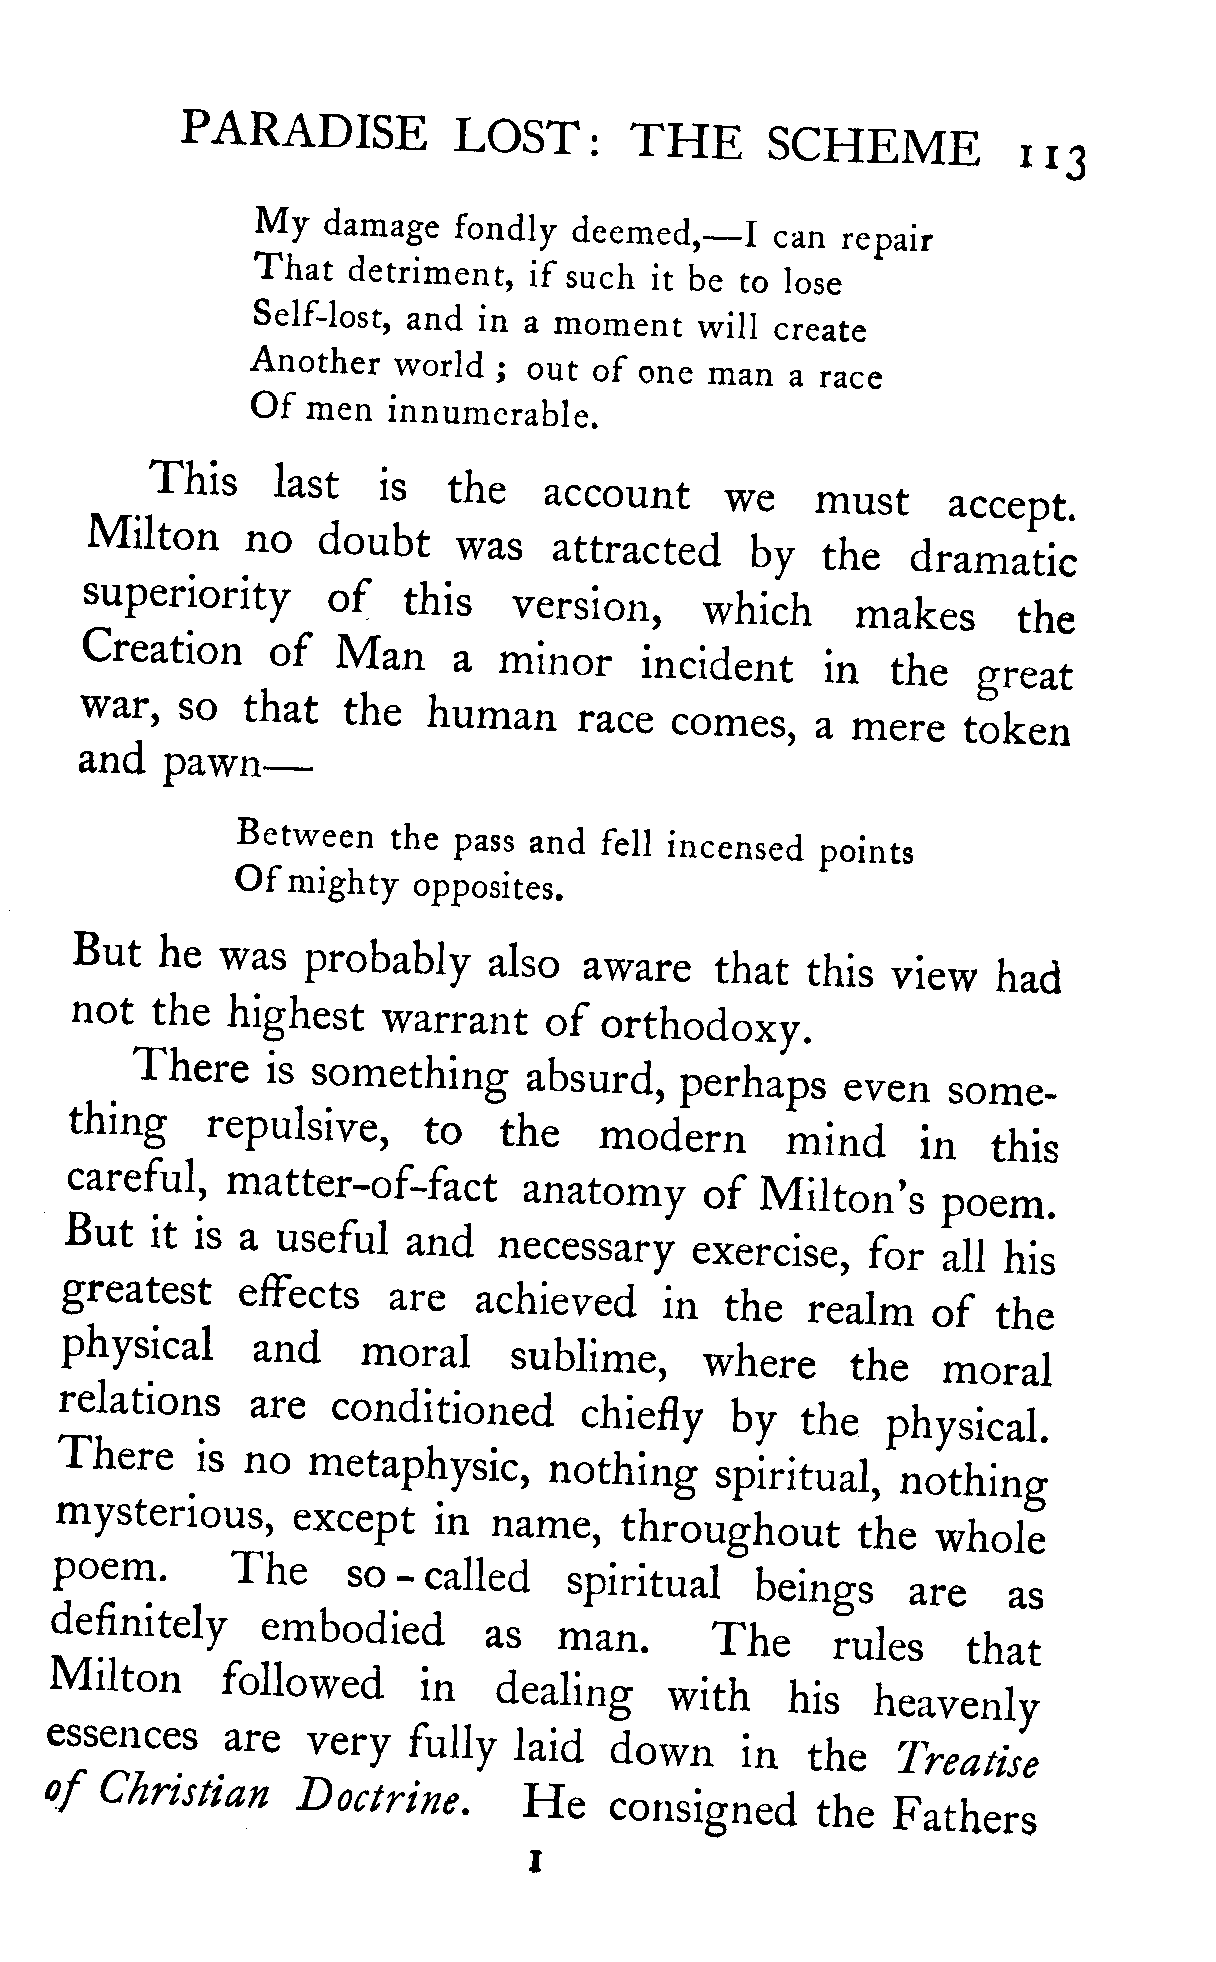 PARADISE LOST: THE SCHEME 113
My damage fondly deemed,—I can repair
That detriment, if such it be to lose
Self-lost, and in a moment will create
Another world ; out of one man a race
Of men innumerable.
This last is the account we must accept.
Milton no doubt was attracted by the dramatic
superiority of this version, which makes the
Creation of Man a minor incident in the great
war, so that the human race comes, a mere token
and pawn—
Between the pass and fell incensed points
Of mighty opposites.
But he was probably also aware that this view had
not the highest warrant of orthodoxy.
There is something absurd, perhaps even some-
thing repulsive, to the modern mind in this
careful, matter-of-fact anatomy of Milton's poem.
But it is a useful and necessary exercise, for all his
greatest effects are achieved in the realm of the
physical and moral sublime, where the moral
relations are conditioned chiefly by the physical.
There is no metaphysic, nothing spiritual, nothing
mysterious, except in name, throughout the whole
poem. The so-called spiritual beings are as
definitely embodied as man. The rules that
Milton followed in dealing with his heavenly
essences are very fully laid down in the Treatise
of Christian Doctrine. He consigned the Fathers
I